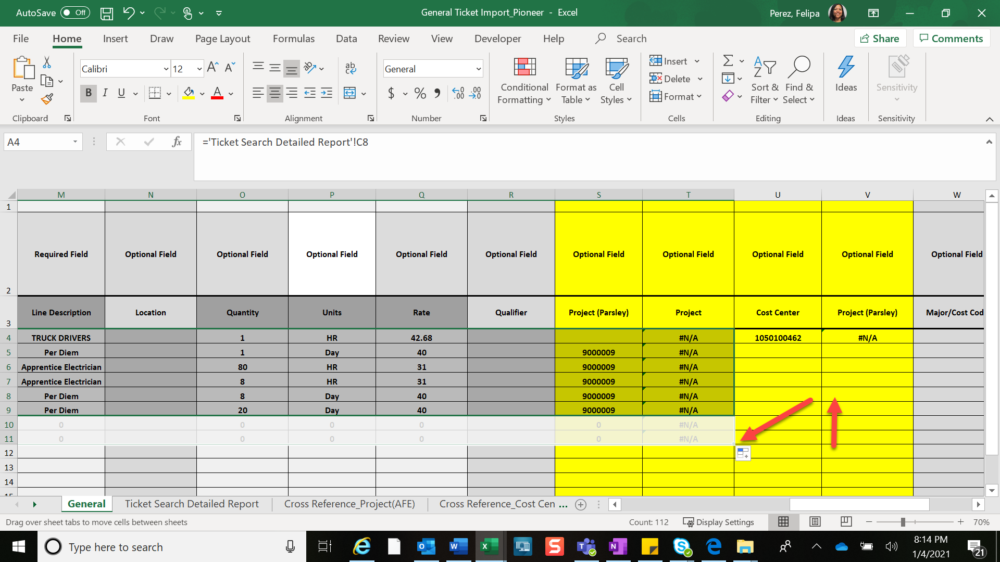 AutoSave Off General Ticket Import_Pioneer - Excel Perez, Felipa
File Home Insert Draw Page Layout Formulas Data Review View Developer Help Search Share Comments
Paste
Clipboard
Calibri 12
B I U
Font
ab
Alignment
General
$ % 9 .00 .00
Number
Conditional Formatting
Format as Table
Cell Styles
Styles
Insert
Delete
Format
Cells
Sort & Filter
Find & Select
Editing
Ideas
Ideas
Sensitivity
Sensitivity
A4 fx ='Ticket Search Detailed Report'!C8
M N O P Q R S T U V W
1
2 Required Field Optional Field Optional Field Optional Field Optional Field Optional Field Optional Field Optional Field Optional Field Optional Field Optional Field
3 Line Description Location Quantity Units Rate Qualifier Project (Parsley) Project Cost Center Project (Parsley) Major/Cost Cod
4 TRUCK DRIVERS 1 HR 42.68 #N/A 1050100462 #N/A
5 Per Diem 1 Day 40 9000009 #N/A
6 Apprentice Electrician 80 HR 31 9000009 #N/A
7 Apprentice Electrician 8 HR 31 9000009 #N/A
8 Per Diem 8 Day 40 9000009 #N/A
9 Per Diem 20 Day 40 9000009 #N/A
10 0 0 0 0 0 #N/A
11 0 0 0 0 0 #N/A
12
13
14
15
General Ticket Search Detailed Report Cross Reference_Project(AFE) Cross Reference_Cost Cen ...
Drag over sheet tabs to move cells between sheets Count: 112 Display Settings 70%
Type here to search 8:14 PM
1/4/2021 21